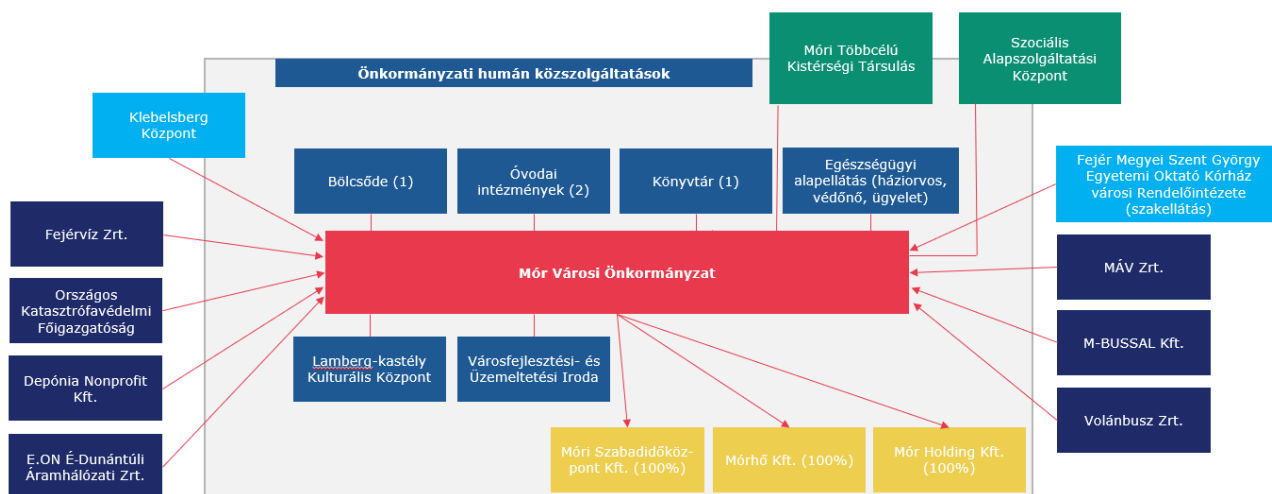 Móri Többcélú
Kistérségi Társulás
Szociális
Alapszolgáltatási
Központ
Önkormányzati humán közszolgáltatások
Klebelsberg
Központ
Bölcsőde (1)
Óvodai
intézmények (2)
Könyvtár (1)
Egészségügyi
alapellátás (háziorvos,
védőnő, ügyelet)
Fejér Megyei Szent György
Egyetemi Oktató Kórház
városi Rendelőintézete
(szakellátás)
Fejérvíz Zrt.
Mór Városi Önkormányzat
MÁV Zrt.
Országos
Katasztrófavédelmi
Főigazgatóság
M-BUSSAL Kft.
Lamberg-kastély
Kulturális Központ
Városfejlesztési- és
Üzemeltetési Iroda
Depónia Nonprofit
Kft.
Volánbusz Zrt.
E.ON É-Dunántúli
Áramhálózati Zrt.
Móri Szabadidőköz-
pont Kft. (100%)
Mórhő Kft. (100%)
Mór Holding Kft.
(100%)